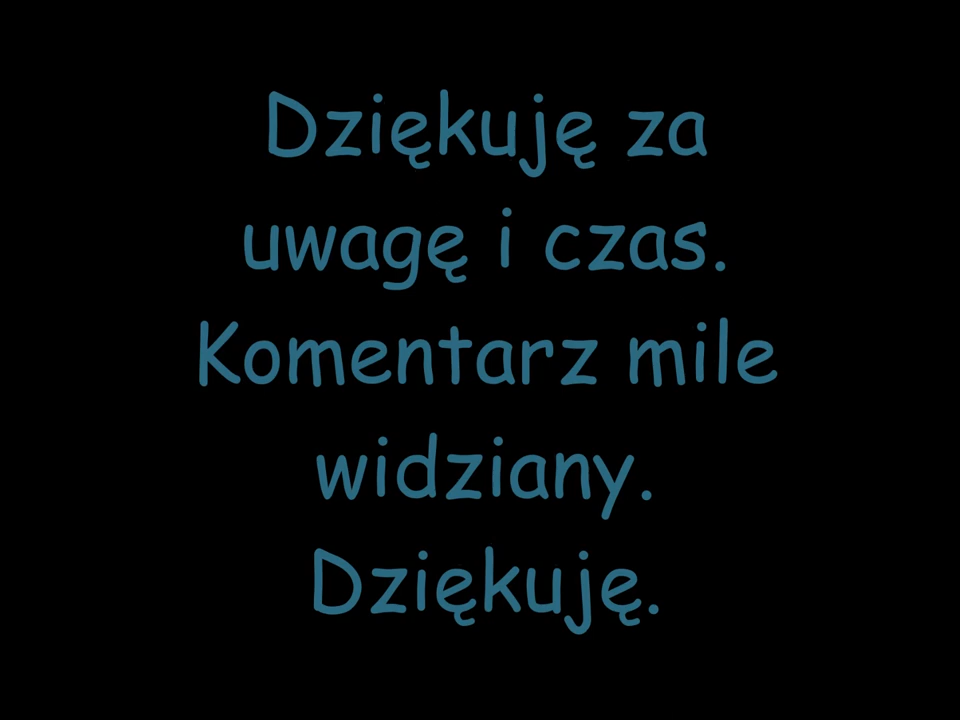 Dziękuję za
uwagę i czas.
Komentarz mile
widziany.
Dziękuję.